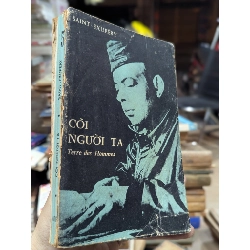 SAINT-EXUPÉRY
CÕI
NGƯỜI TA
Terre des Hommes